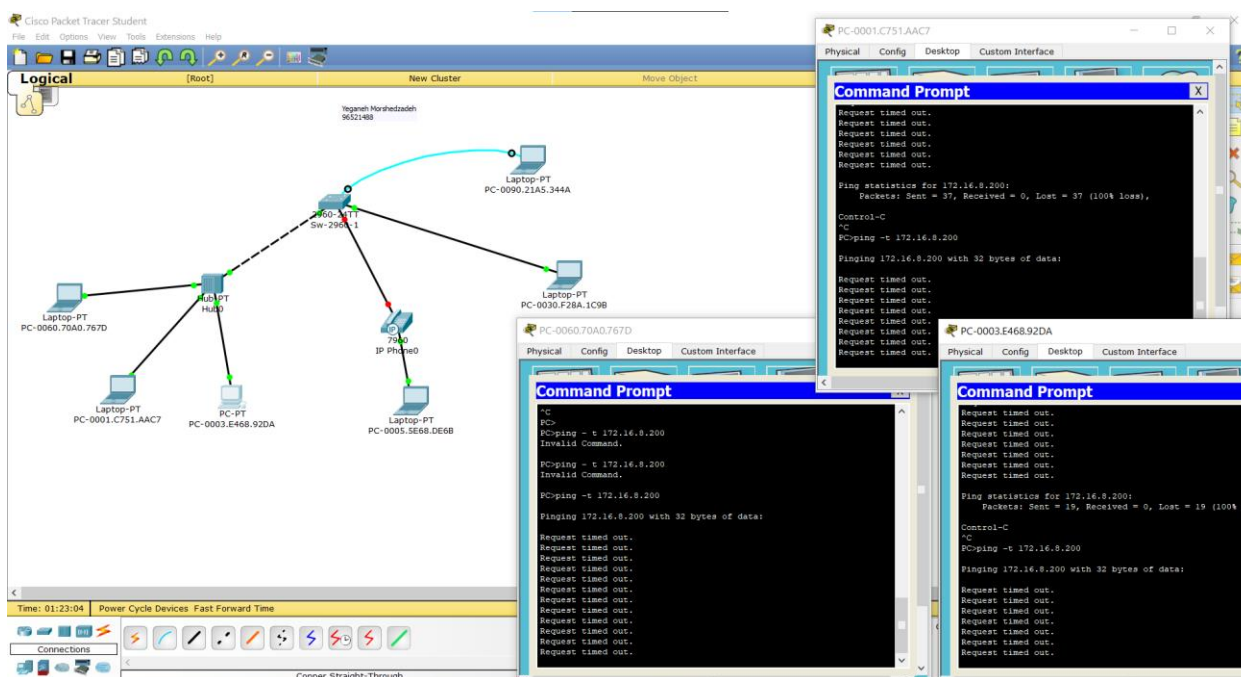 Cisco Packet Tracer Student
File Edit Options View Tools Extensions Help
Logical
[Root]
New Cluster
Move Object
Yeganeh Morshedzadeh
96521488
Laptop-PT
PC-0090.21A5.344A
2960-24TT
Sw-2960-1
Laptop-PT
PC-0030.F28A.1C9B
Hub-PT
Hub0
Laptop-PT
PC-0060.70A0.767D
7960
IP Phone0
IP
Laptop-PT
PC-0001.C751.AAC7
PC-PT
PC-0003.E468.92DA
Laptop-PT
PC-0005.5E68.DE6B
Time: 01:23:04 Power Cycle Devices Fast Forward Time
Connections
Copper Straight-Through
PC-0001.C751.AAC7
Physical Config Desktop Custom Interface
Command Prompt
X
Request timed out.
Request timed out.
Request timed out.
Request timed out.
Request timed out.
Request timed out.
Ping statistics for 172.16.8.200:
Packets: Sent = 37, Received = 0, Lost = 37 (100% loss),
Control-C
^C
PC>ping -t 172.16.8.200
Pinging 172.16.8.200 with 32 bytes of data:
Request timed out.
Request timed out.
Request timed out.
Request timed out.
Request timed out.
Request timed out.
Request timed out.
Request timed out.
PC-0060.70A0.767D
Physical Config Desktop Custom Interface
Command Prompt
^C
PC>
PC>ping - t 172.16.8.200
Invalid Command.
PC>ping - t 172.16.8.200
Invalid Command.
PC>ping -t 172.16.8.200
Pinging 172.16.8.200 with 32 bytes of data:
Request timed out.
Request timed out.
Request timed out.
Request timed out.
Request timed out.
Request timed out.
Request timed out.
Request timed out.
Request timed out.
Request timed out.
Request timed out.
Request timed out.
PC-0003.E468.92DA
Physical Config Desktop Custom Interface
Command Prompt
Request timed out.
Request timed out.
Request timed out.
Request timed out.
Request timed out.
Request timed out.
Request timed out.
Ping statistics for 172.16.8.200:
Packets: Sent = 19, Received = 0, Lost = 19 (100%
Control-C
^C
PC>ping -t 172.16.8.200
Pinging 172.16.8.200 with 32 bytes of data:
Request timed out.
Request timed out.
Request timed out.
Request timed out.
Request timed out.
Request timed out.
Request timed out.